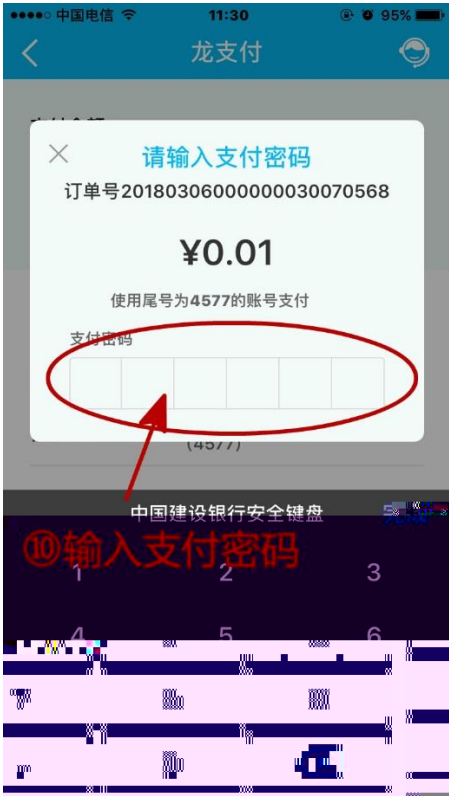 中国电信 11:30 95%
龙支付
请输入支付密码
订单号20180306000000030070568
¥0.01
使用尾号为4577的账号支付
支付密码
(4577)
中国建设银行安全键盘
⑩输入支付密码
1 2 3
4 5 6